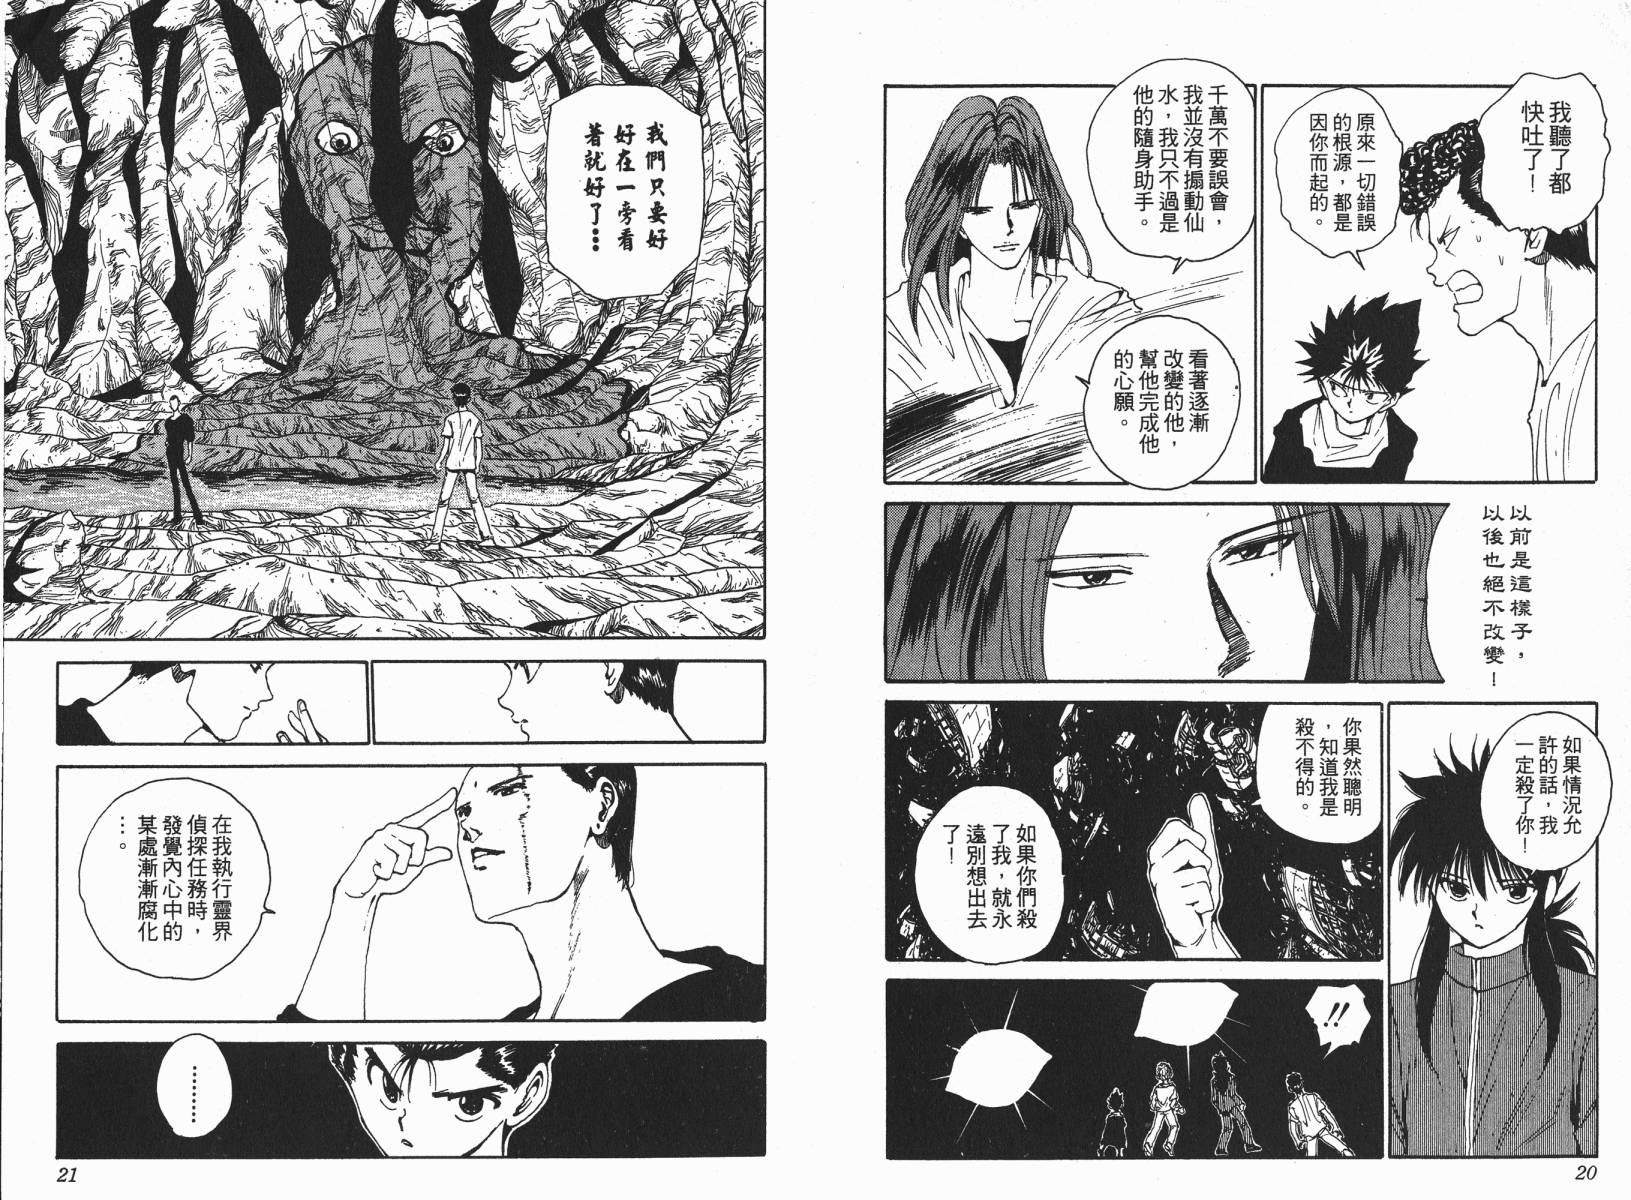 我聽了都
快吐了!
原來一切錯誤
的根源,都是
因你而起的。
千萬不要誤會,
我並沒有搧動仙
水,我只不過是
他的隨身助手。
看著逐漸
改變的他,
幫他完成他
的心願。
以前是這樣子,
以後也絕不改變!
如果情況允
許的話,我
一定殺了你!
你果然聰明
,知道我是
殺不得的。
如果你們殺
了我,就永
遠別想出去
了!
!!
20
我們只要好
好在一旁看
著就好了…
在我執行靈界
偵探任務時,
發覺內心中的
某處漸漸腐化
…。
………
21